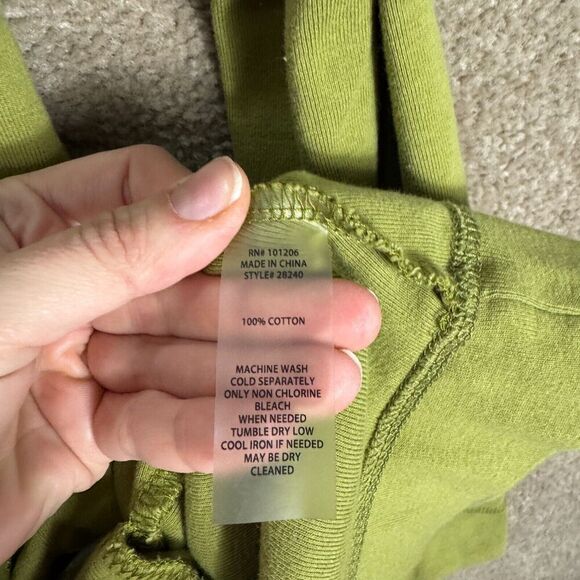 RN# 101206
MADE IN CHINA
STYLE# 28240
100% COTTON
MACHINE WASH
COLD SEPARATELY
ONLY NON CHLORINE
BLEACH
WHEN NEEDED
TUMBLE DRY LOW
COOL IRON IF NEEDED
MAY BE DRY
CLEANED